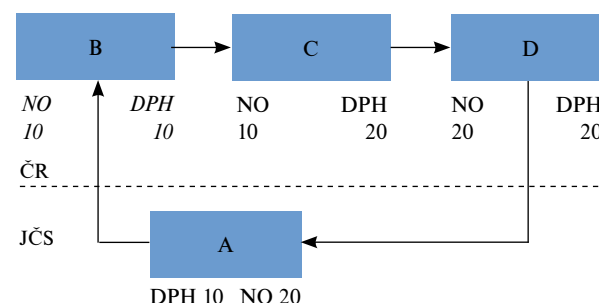 B C D
NO DPH NO DPH NO DPH
10 10 10 20 20 20
ČR
JČS
A
DPH 10 NO 20